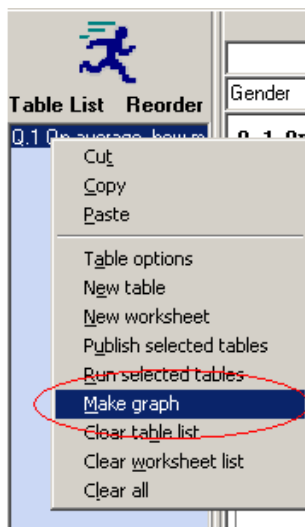 Table List Reorder
Gender
Q.1 On average, how m
Cut
Copy
Paste
Table options
New table
New worksheet
Publish selected tables
Run selected tables
Make graph
Clear table list
Clear worksheet list
Clear all